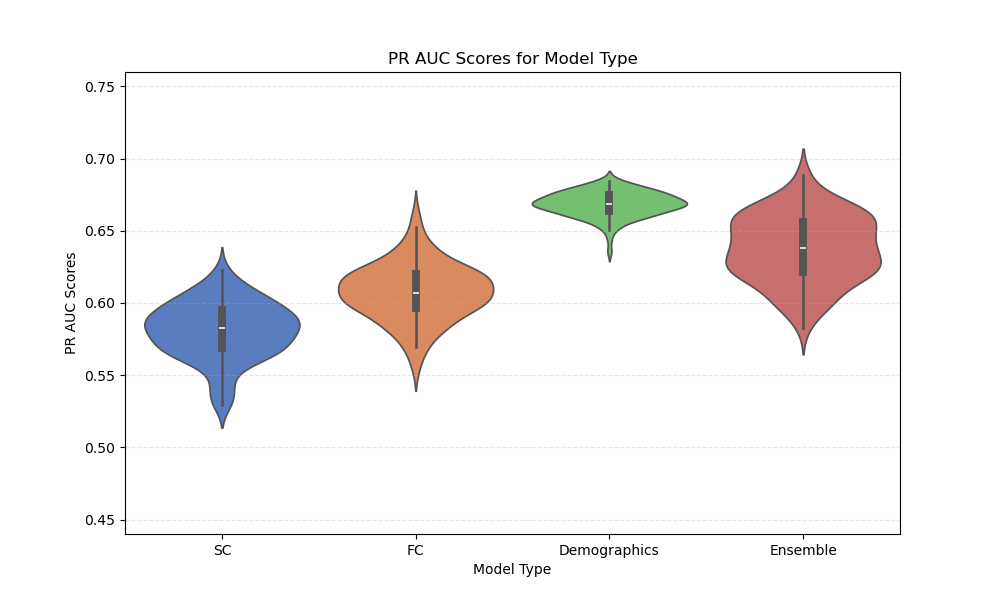 PR AUC Scores for Model Type
0.75
0.70
0.65
0.60
0.55
0.50
0.45
PR AUC Scores
SC FC Demographics Ensemble
Model Type